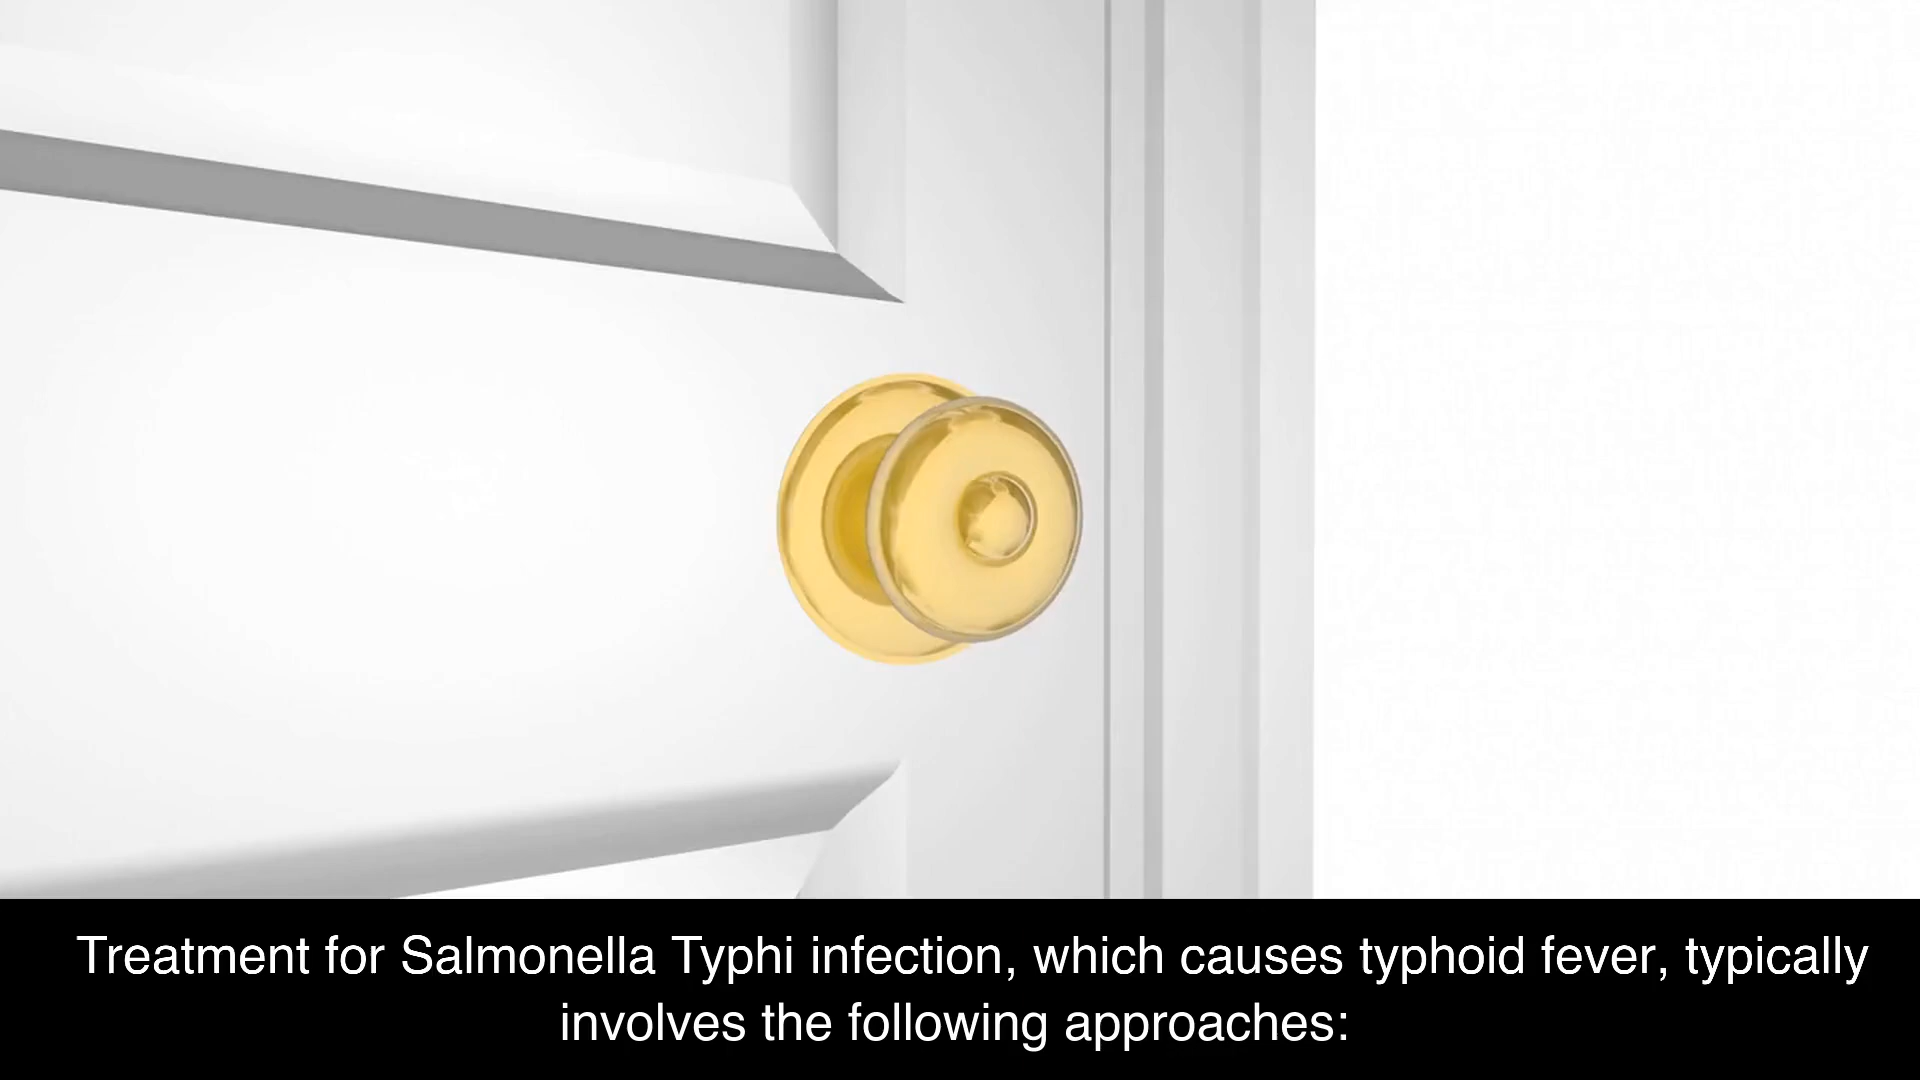 Treatment for Salmonella Typhi infection, which causes typhoid fever, typically
involves the following approaches: